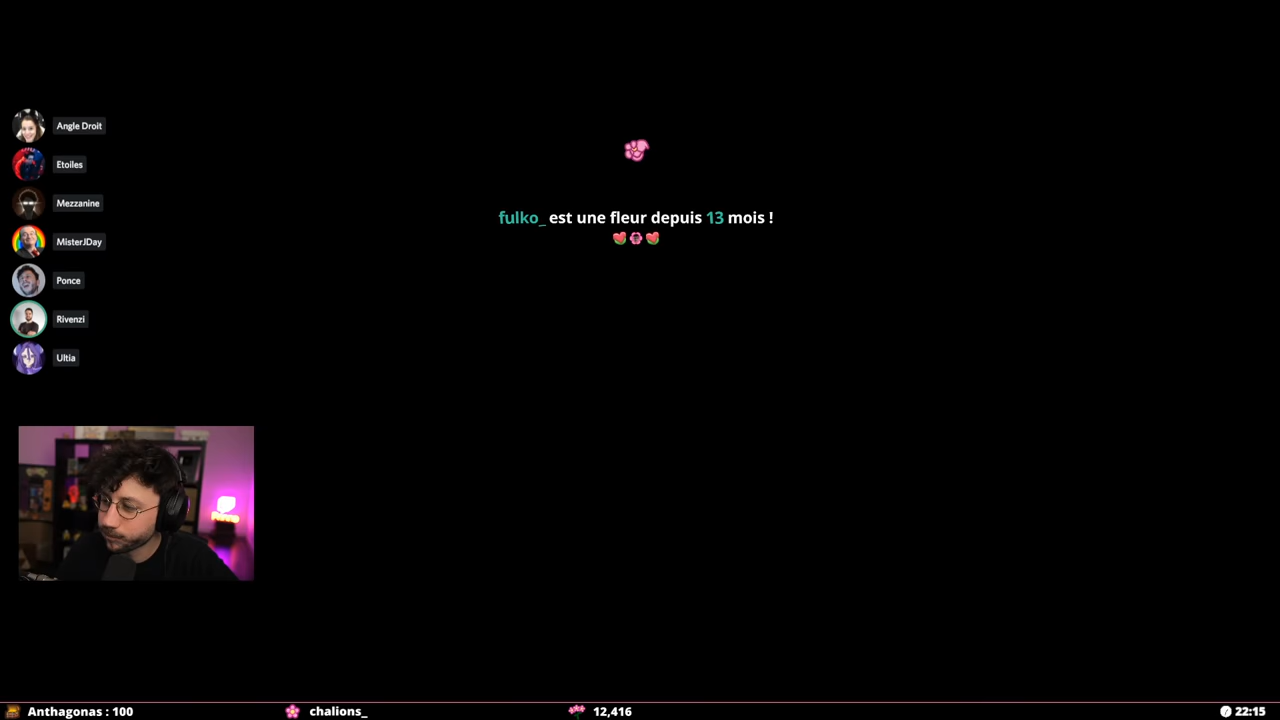 Angle Droit
Etoiles
Mezzanine
MisterJDay
Ponce
Rivenzi
Ultia
fulko_ est une fleur depuis 13 mois !
Anthagonas : 100
chalions_
12,416
22:15